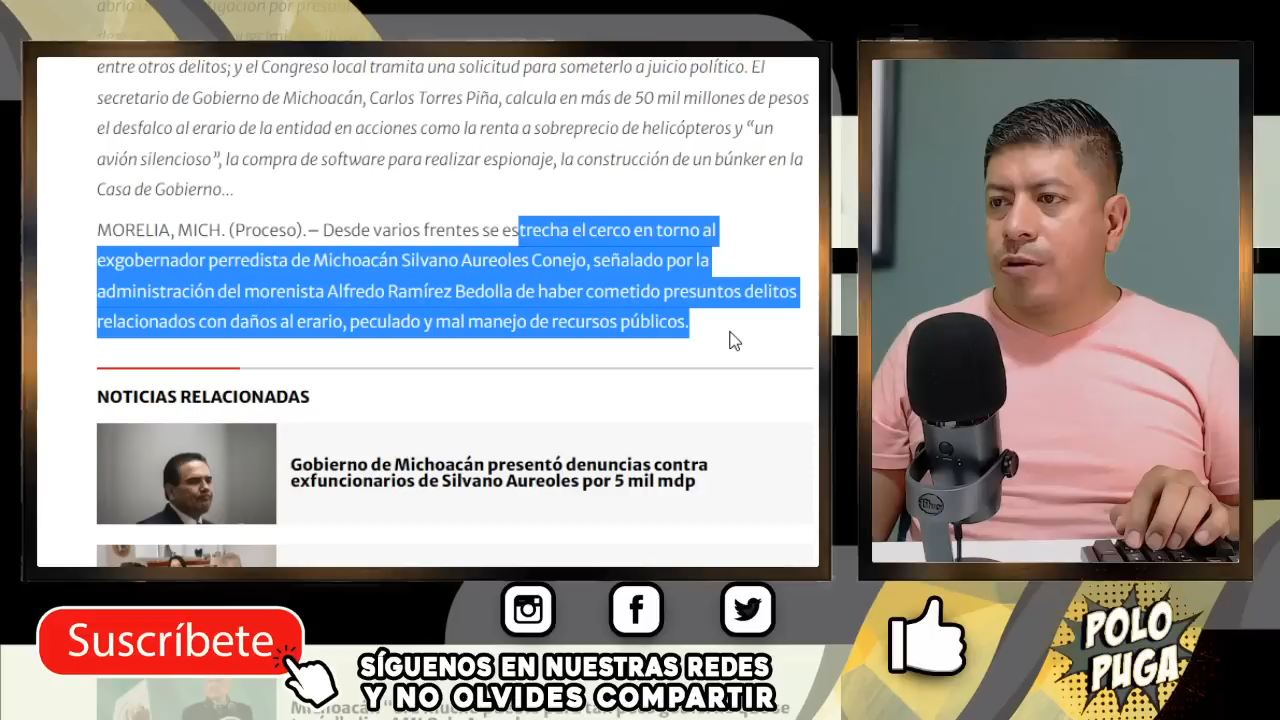 entre otros delitos; y el Congreso local tramita una solicitud para someterlo a juicio político. El
secretario de Gobierno de Michoacán, Carlos Torres Piña, calcula en más de 50 mil millones de pesos
el desfalco al erario de la entidad en acciones como la renta a sobreprecio de helicópteros y “un
avión silencioso”, la compra de software para realizar espionaje, la construcción de un búnker en la
Casa de Gobierno...
MORELIA, MICH. (Proceso).– Desde varios frentes se estrecha el cerco en torno al
exgobernador perredista de Michoacán Silvano Aureoles Conejo, señalado por la
administración del morenista Alfredo Ramírez Bedolla de haber cometido presuntos delitos
relacionados con daños al erario, peculado y mal manejo de recursos públicos.
NOTICIAS RELACIONADAS
Gobierno de Michoacán presentó denuncias contra
exfuncionarios de Silvano Aureoles por 5 mil mdp
Suscríbete
SÍGUENOS EN NUESTRAS REDES
Y NO OLVIDES COMPARTIR
POLO
PUGA